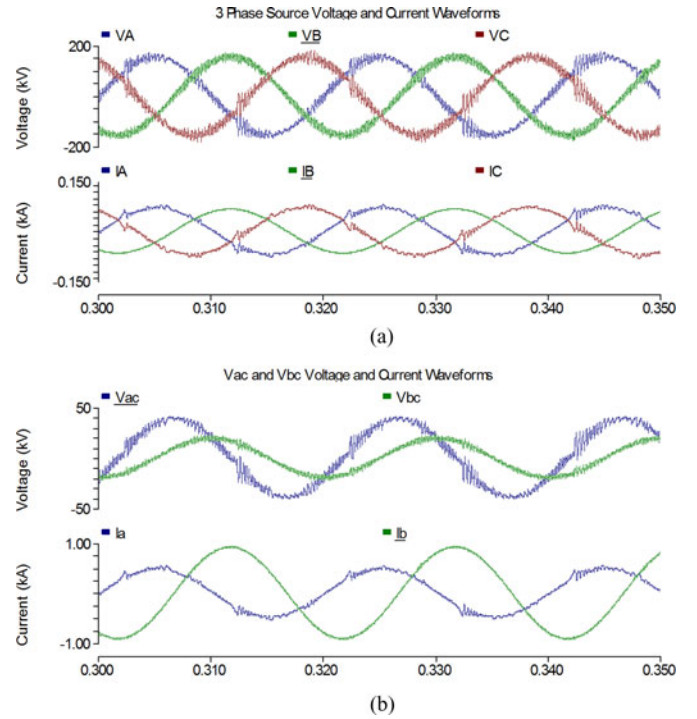 3 Phase Source Voltage and Current Waveforms
VA VB VC
200
Voltage (kV)
-200
IA IB IC
0.150
Current (kA)
-0.150
0.300 0.310 0.320 0.330 0.340 0.350
(a)
Vac and Vbc Voltage and Current Waveforms
Vac Vbc
50
Voltage (kV)
-50
Ia Ib
1.00
Current (kA)
-1.00
0.300 0.310 0.320 0.330 0.340 0.350
(b)